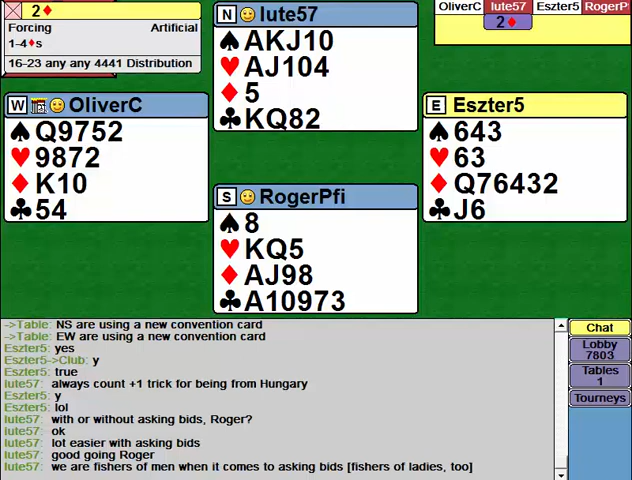 2♦
Forcing Artificial
1-4♦s
16-23 any any 4441 Distribution
N lute57
♠AKJ10
♥AJ104
♦5
♣KQ82
OliverC lute57 Eszter5 RogerP
2♦
W OliverC
♠Q9752
♥9872
♦K10
♣54
E Eszter5
♠643
♥63
♦Q76432
♣J6
S RogerPfi
♠8
♥KQ5
♦AJ98
♣A10973
->Table: NS are using a new convention card
->Table: EW are using a new convention card
Eszter5: yes
Eszter5->Club: y
Eszter5: true
lute57: always count +1 trick for being from Hungary
Eszter5: y
Eszter5: lol
lute57: with or without asking bids, Roger?
lute57: ok
lute57: lot easier with asking bids
lute57: good going Roger
lute57: we are fishers of men when it comes to asking bids [fishers of ladies, too]
Chat
Lobby
7803
Tables
1
Tourneys